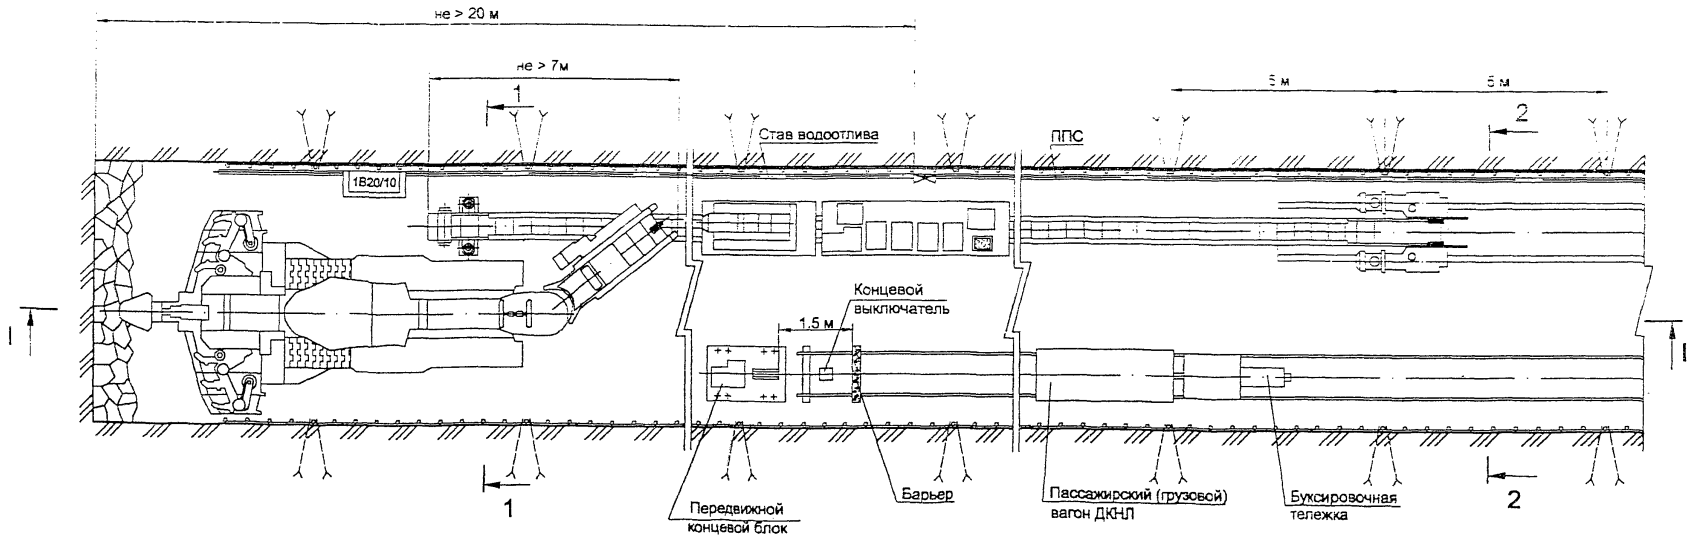 не > 20 м
не > 7м
5 м
5 м
1
2
Став водоотлива
ППС
1В20/10
Концевой
выключатель
1.5 м
I
I
1
2
Барьер
Передвижной
концевой блок
Пассажирский (грузовой)
вагон ДКНЛ
Буксировочная
тележка